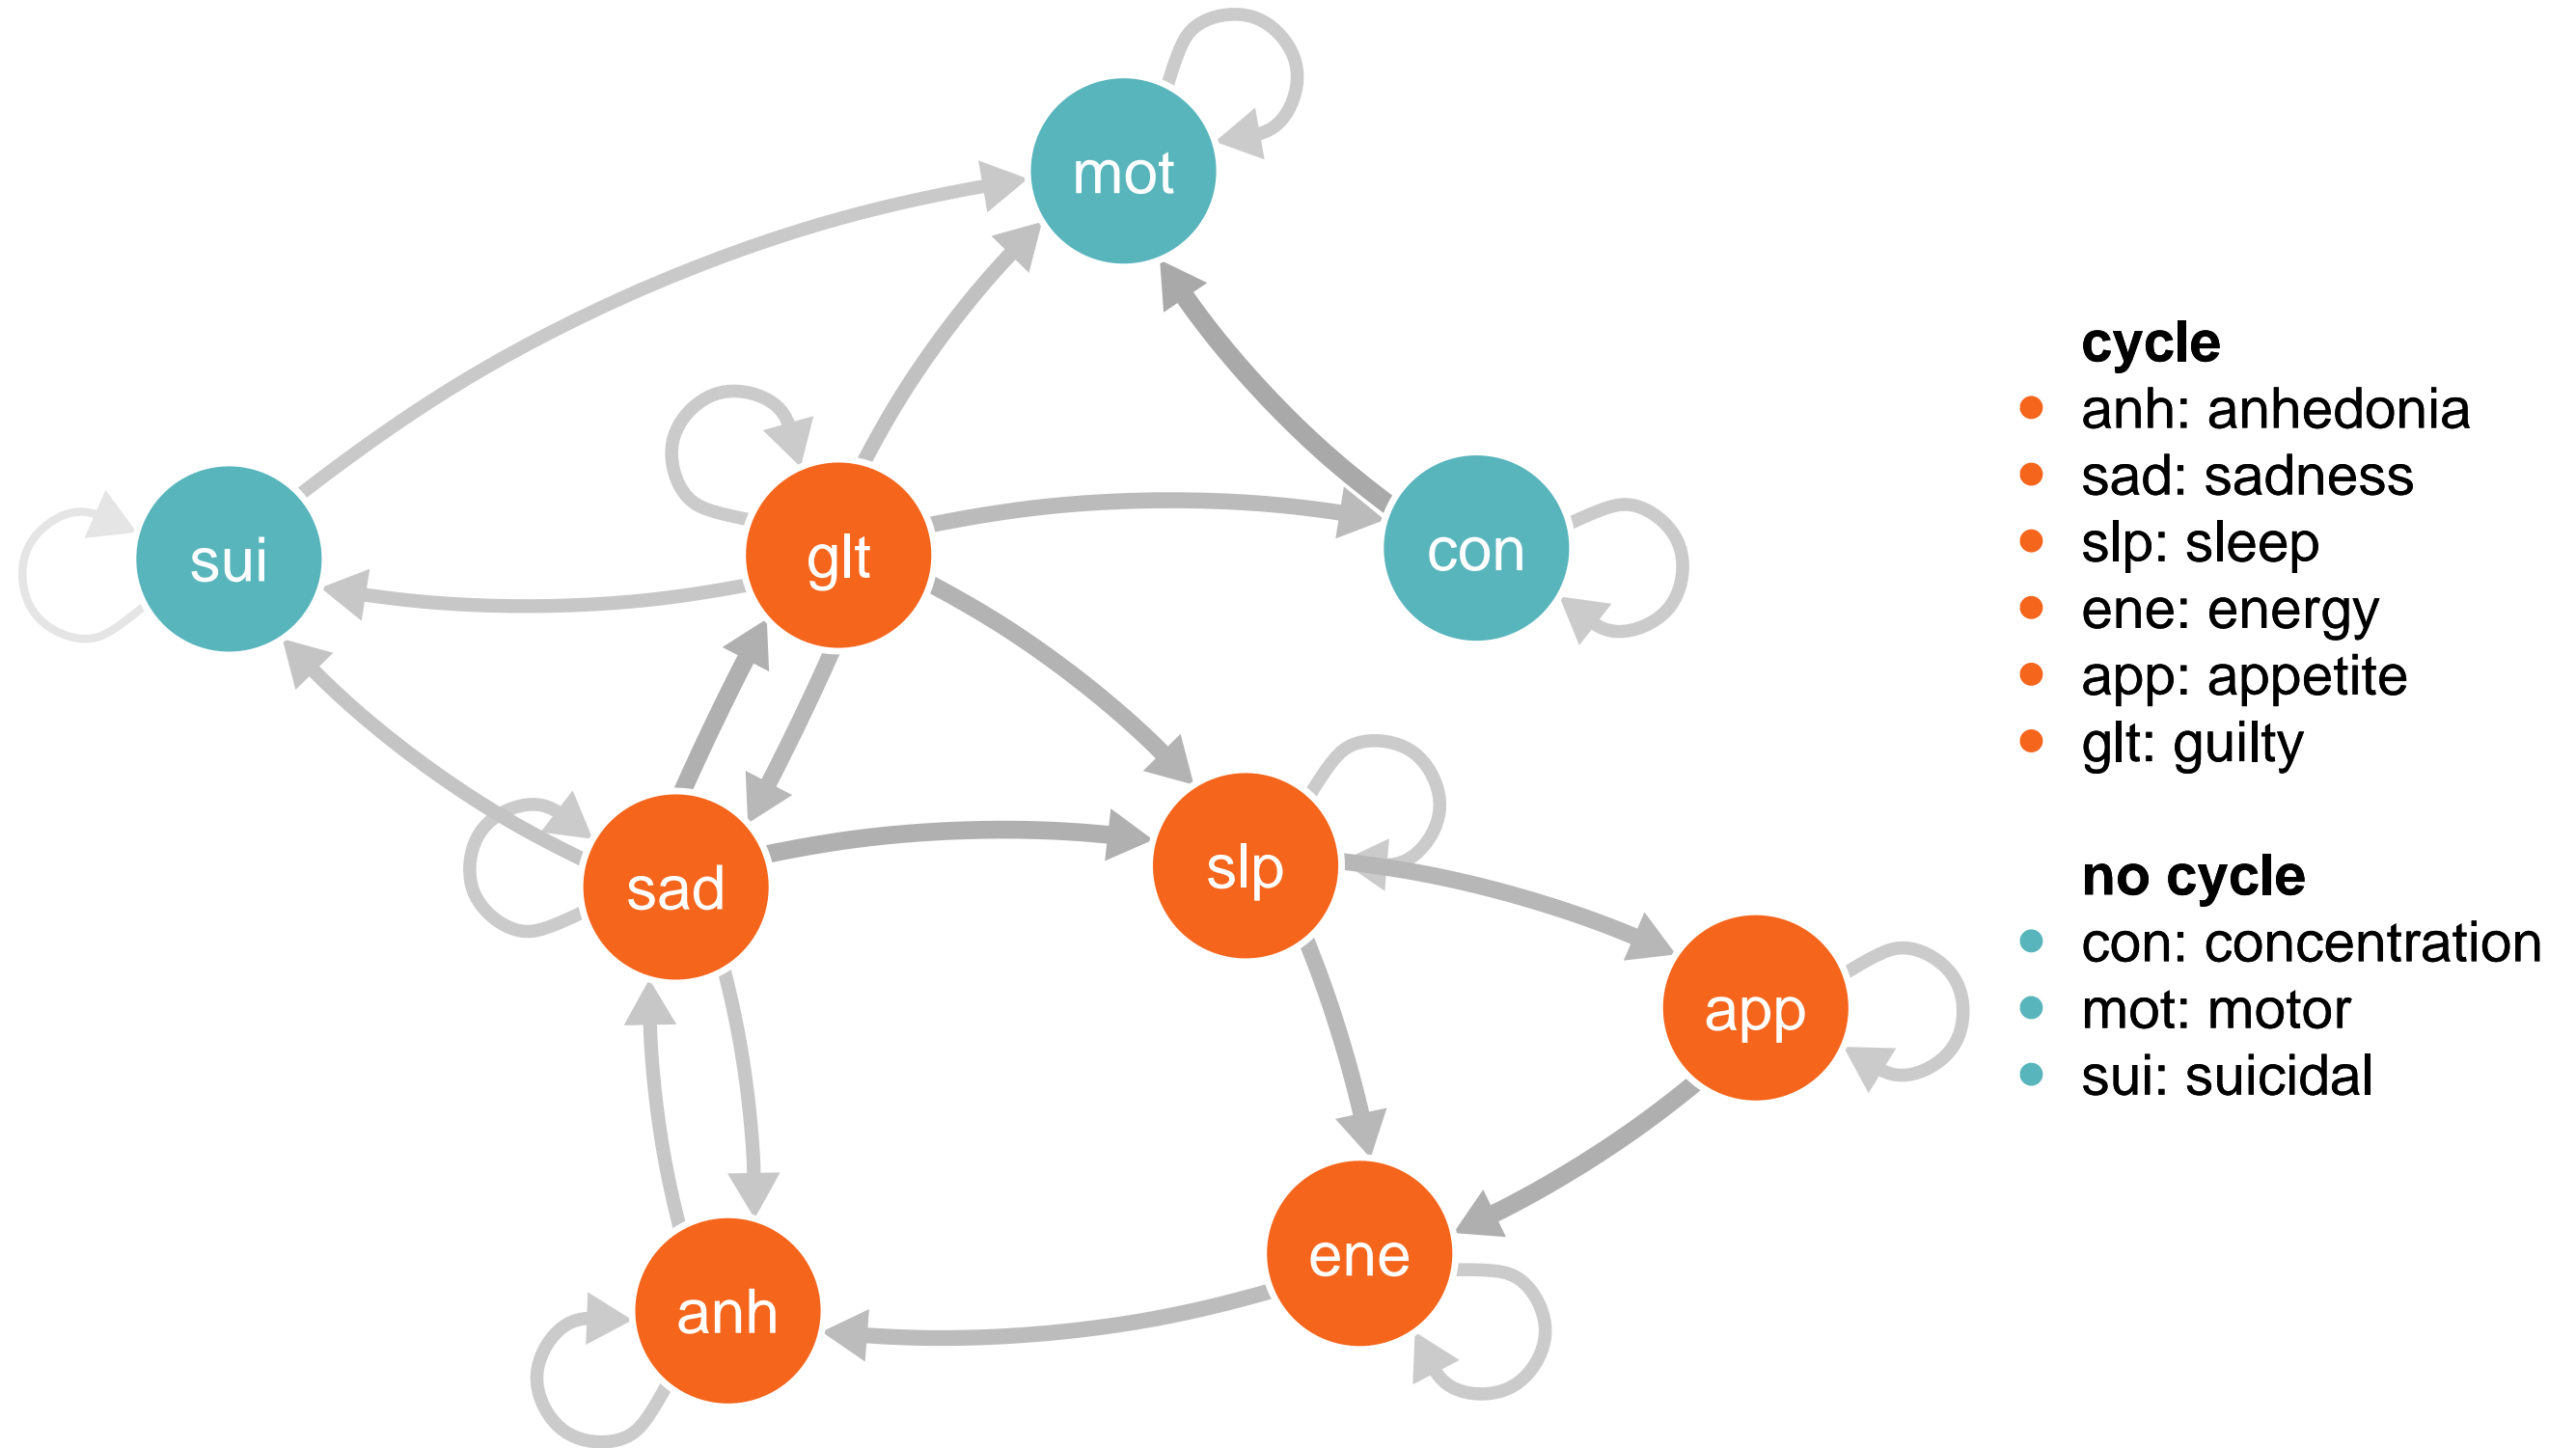 mot
sui
glt
con
sad
slp
app
anh
ene
cycle
anh: anhedonia
sad: sadness
slp: sleep
ene: energy
app: appetite
glt: guilty
no cycle
con: concentration
mot: motor
sui: suicidal